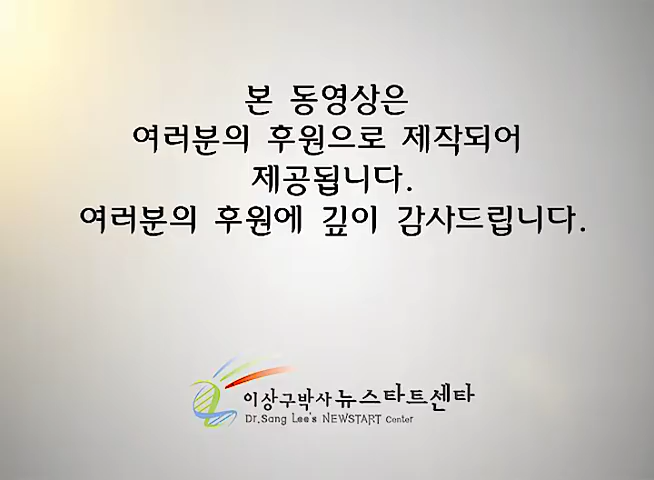 본 동영상은
여러분의 후원으로 제작되어
제공됩니다.
여러분의 후원에 깊이 감사드립니다.
이상구박사 뉴스타트센타
Dr.Sang Lee's NEWSTART Center